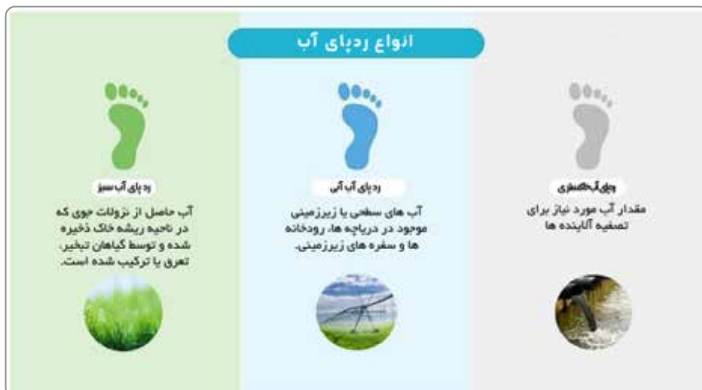 انواع ردپای آب
ردپای آب خاکستری
مقدار آب مورد نیاز برای
تصفیه آلاینده ها
ردپای آب آبی
آب های سطحی یا زیرزمینی
موجود در دریاچه ها، رودخانه
ها و سفره های زیرزمینی.
ردپای آب سبز
آب حاصل از نزولات جوی که
در ناحیه ریشه خاک ذخیره
شده و توسط گیاهان تبخیر،
تعرق یا ترکیب شده است.